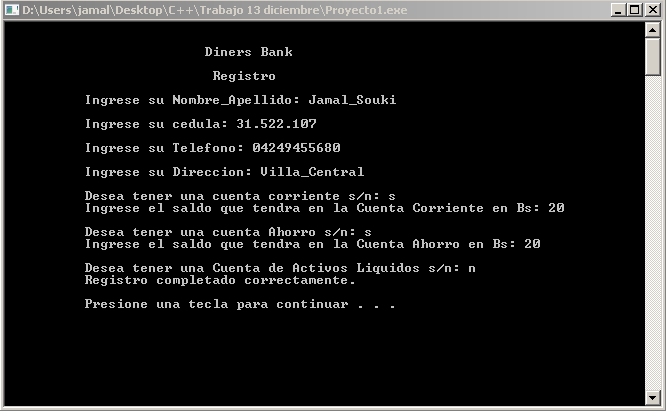 D:\Users\jamal\Desktop\C++\Trabajo 13 diciembre\Proyecto1.exe
Diners Bank
Registro
Ingrese su Nombre_Apellido: Jamal_Souki
Ingrese su cedula: 31.522.107
Ingrese su Telefono: 04249455680
Ingrese su Direccion: Villa_Central
Desea tener una cuenta corriente s/n: s
Ingrese el saldo que tendra en la Cuenta Corriente en Bs: 20
Desea tener una cuenta Ahorro s/n: s
Ingrese el saldo que tendra en la Cuenta Ahorro en Bs: 20
Desea tener una Cuenta de Activos Liquidos s/n: n
Registro completado correctamente.
Presione una tecla para continuar . . .